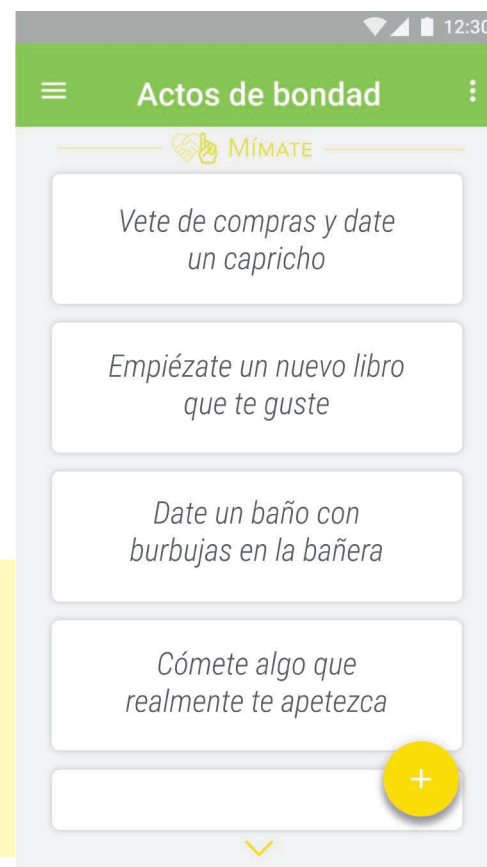 12:30
Actos de bondad
MÍMATE
Vete de compras y date
un capricho
Empiézate un nuevo libro
que te guste
Date un baño con
burbujas en la bañera
Cómete algo que
realmente te apetezca
+